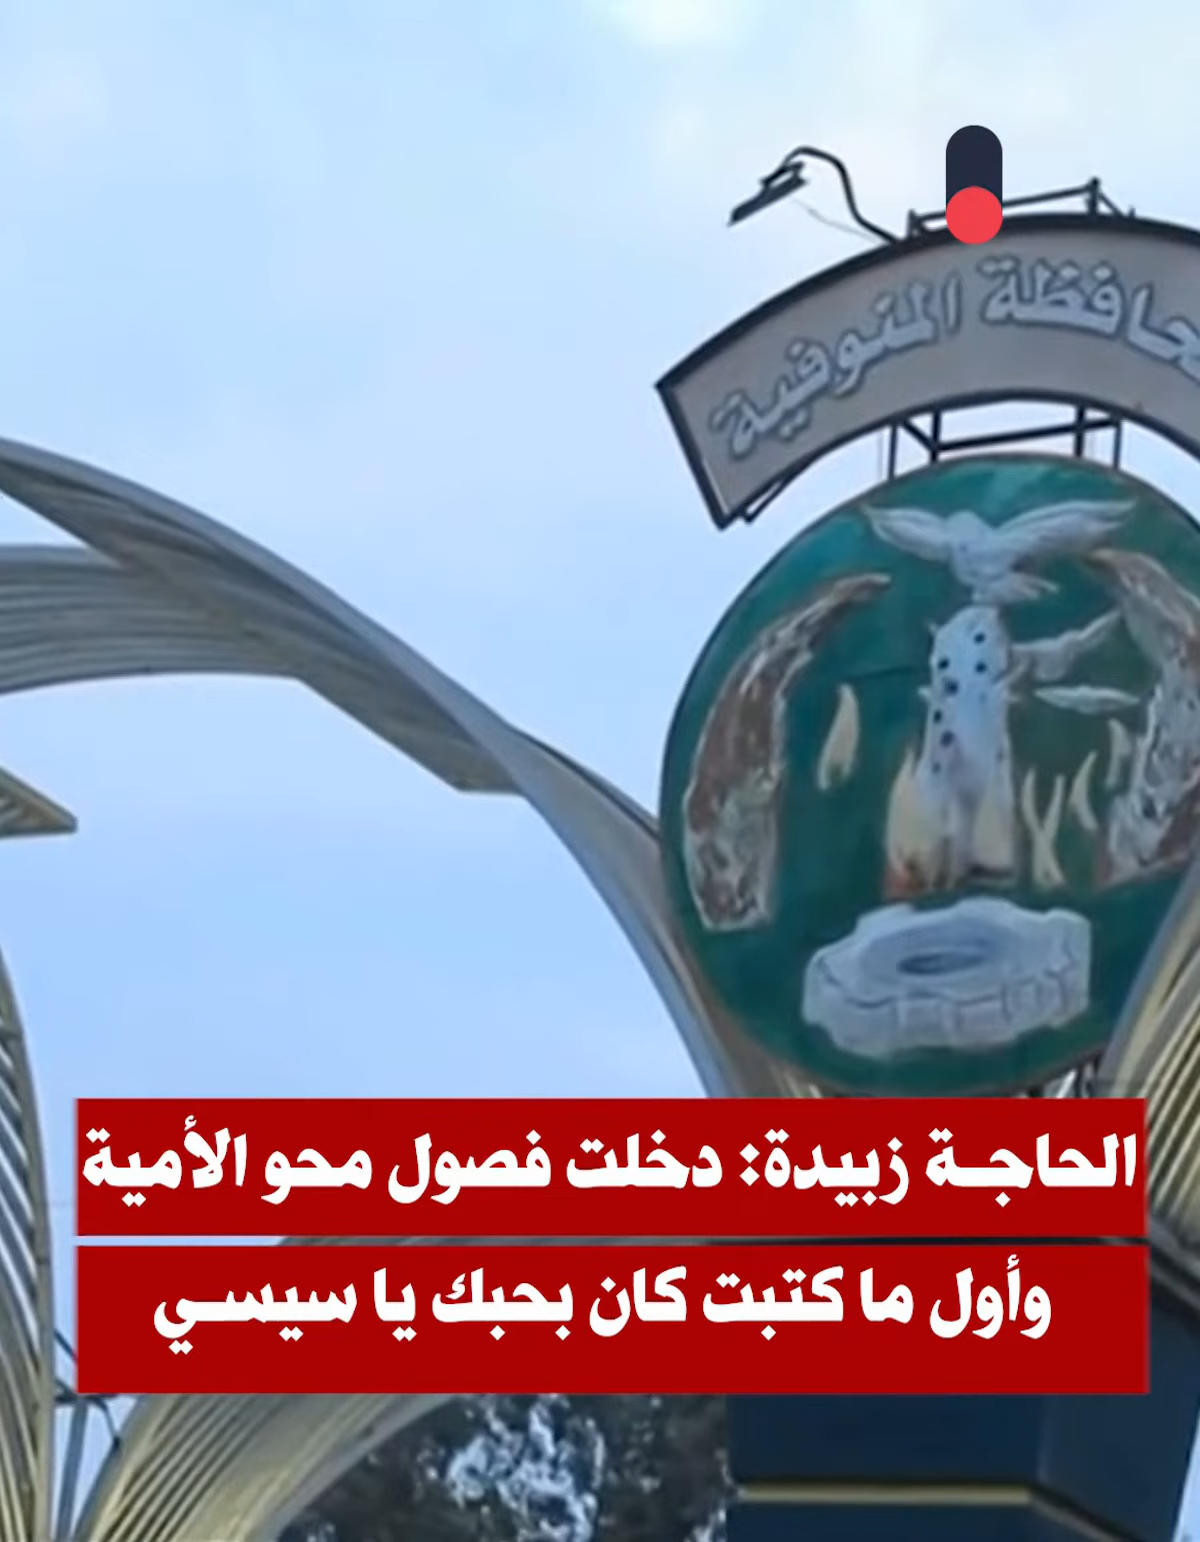 محافظة المنوفية
الحاجة زبيدة: دخلت فصول محو الأمية
وأول ما كتبت كان بحبك يا سيسي